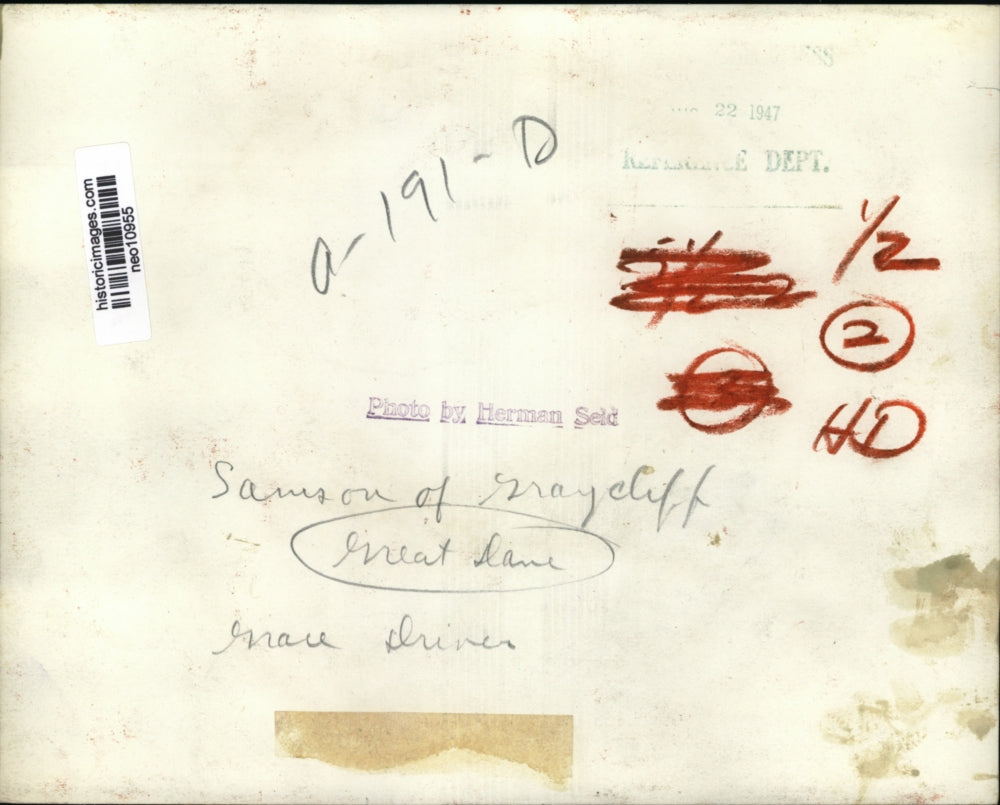 22 1947
DEPT.
a-191-D
historicimages.com
neo10955
1/2
2
HD
Photo by Herman Seid
Samson of Graycliff
Great Dane
Grace Driver